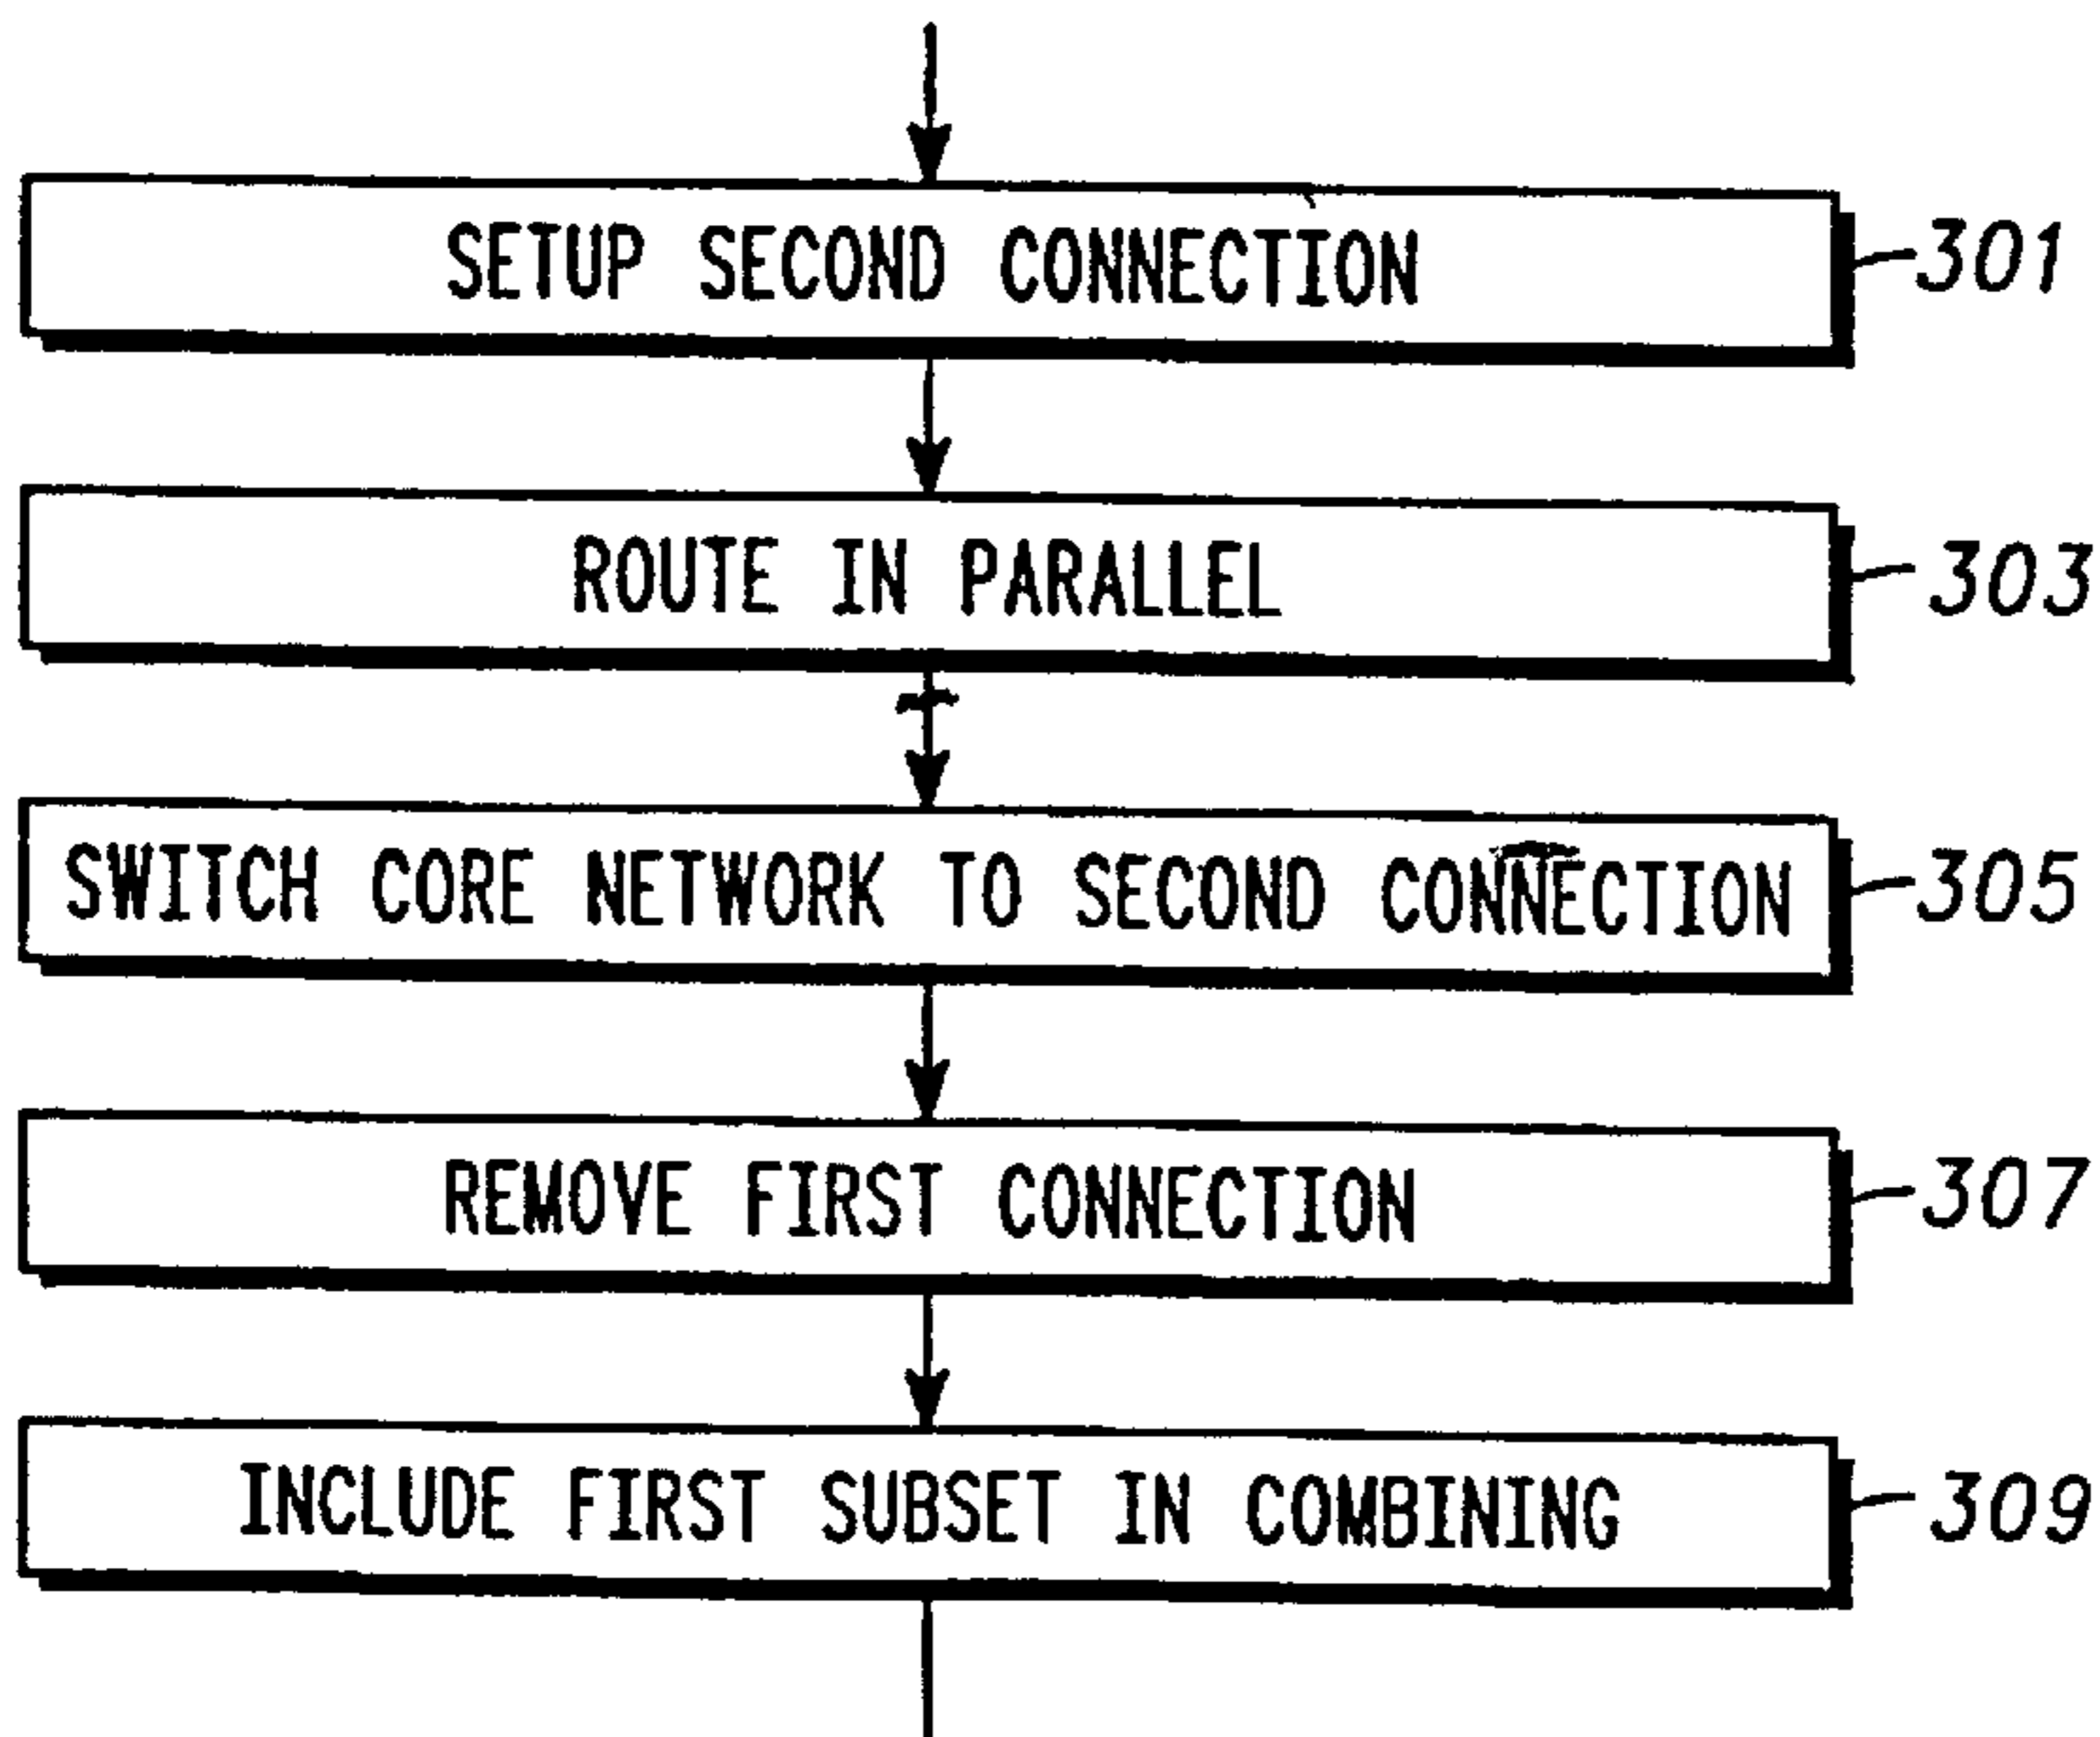 SETUP SECOND CONNECTION 301
ROUTE IN PARALLEL 303
SWITCH CORE NETWORK TO SECOND CONNECTION 305
REMOVE FIRST CONNECTION 307
INCLUDE FIRST SUBSET IN COMBINING 309